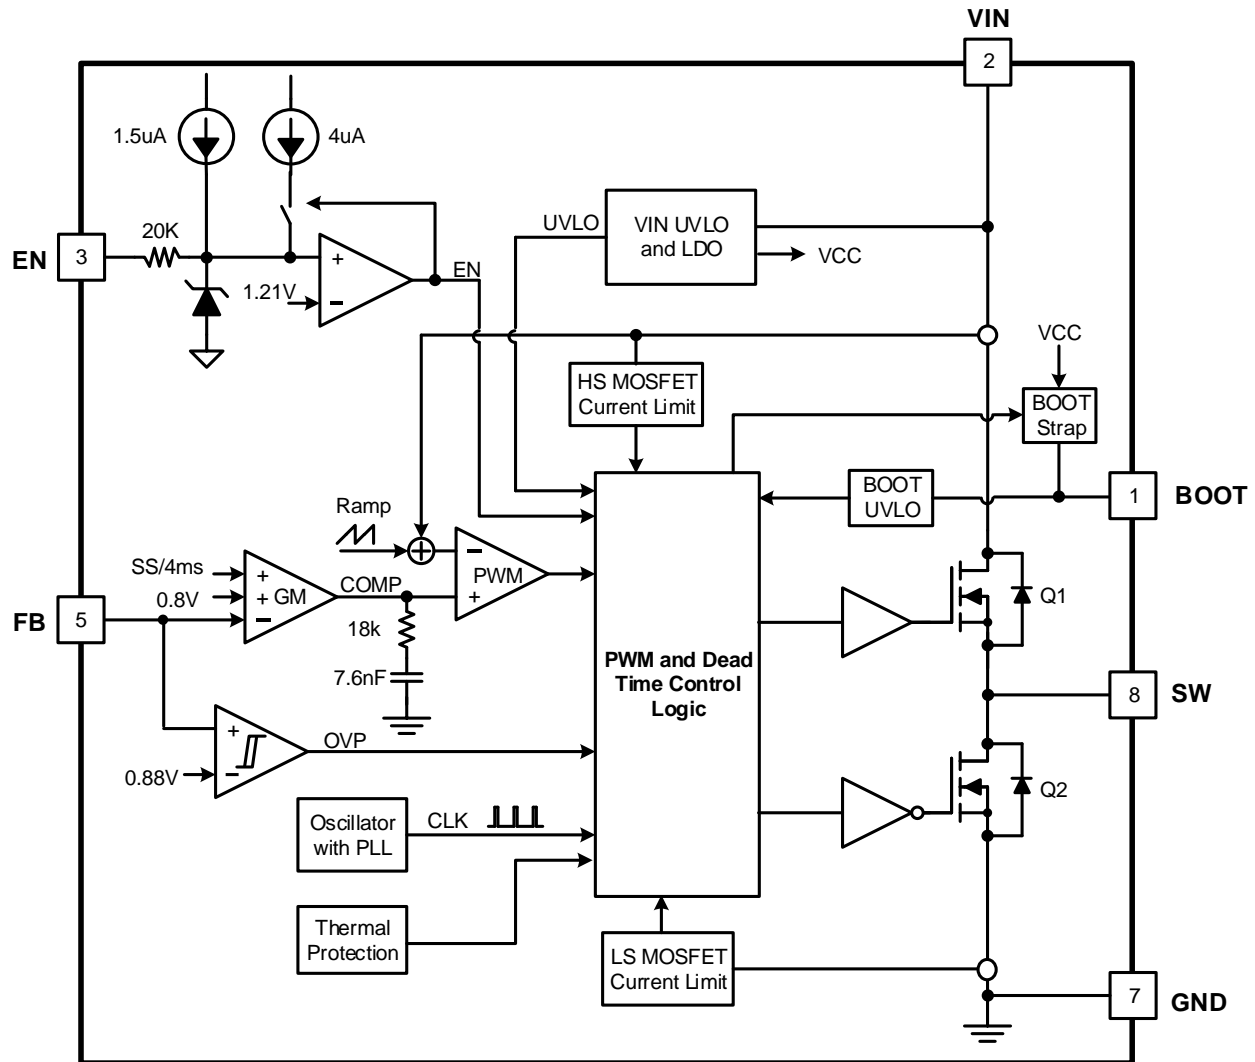 VIN
2
1.5uA
4uA
UVLO
VIN UVLO
and LDO
VCC
20K
EN
3
+
EN
1.21V
−
VCC
HS MOSFET
Current Limit
BOOT
Strap
BOOT
UVLO
1
BOOT
Ramp
+
−
PWM
+
SS/4ms
+
COMP
0.8V
+
GM
−
FB
5
18k
7.6nF
Q1
PWM and Dead
Time Control
Logic
8
SW
+
OVP
0.88V
−
Q2
Oscillator
with PLL
CLK
Thermal
Protection
LS MOSFET
Current Limit
7
GND